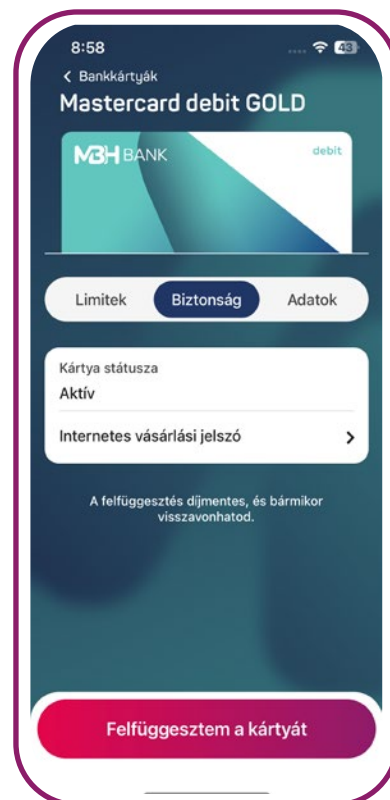 8:58
43
Bankkártyák
Mastercard debit GOLD
MBH BANK
debit
Limitek
Biztonság
Adatok
Kártya státusza
Aktív
Internetes vásárlási jelszó
A felfüggesztés díjmentes, és bármikor
visszavonhatod.
Felfüggesztem a kártyát